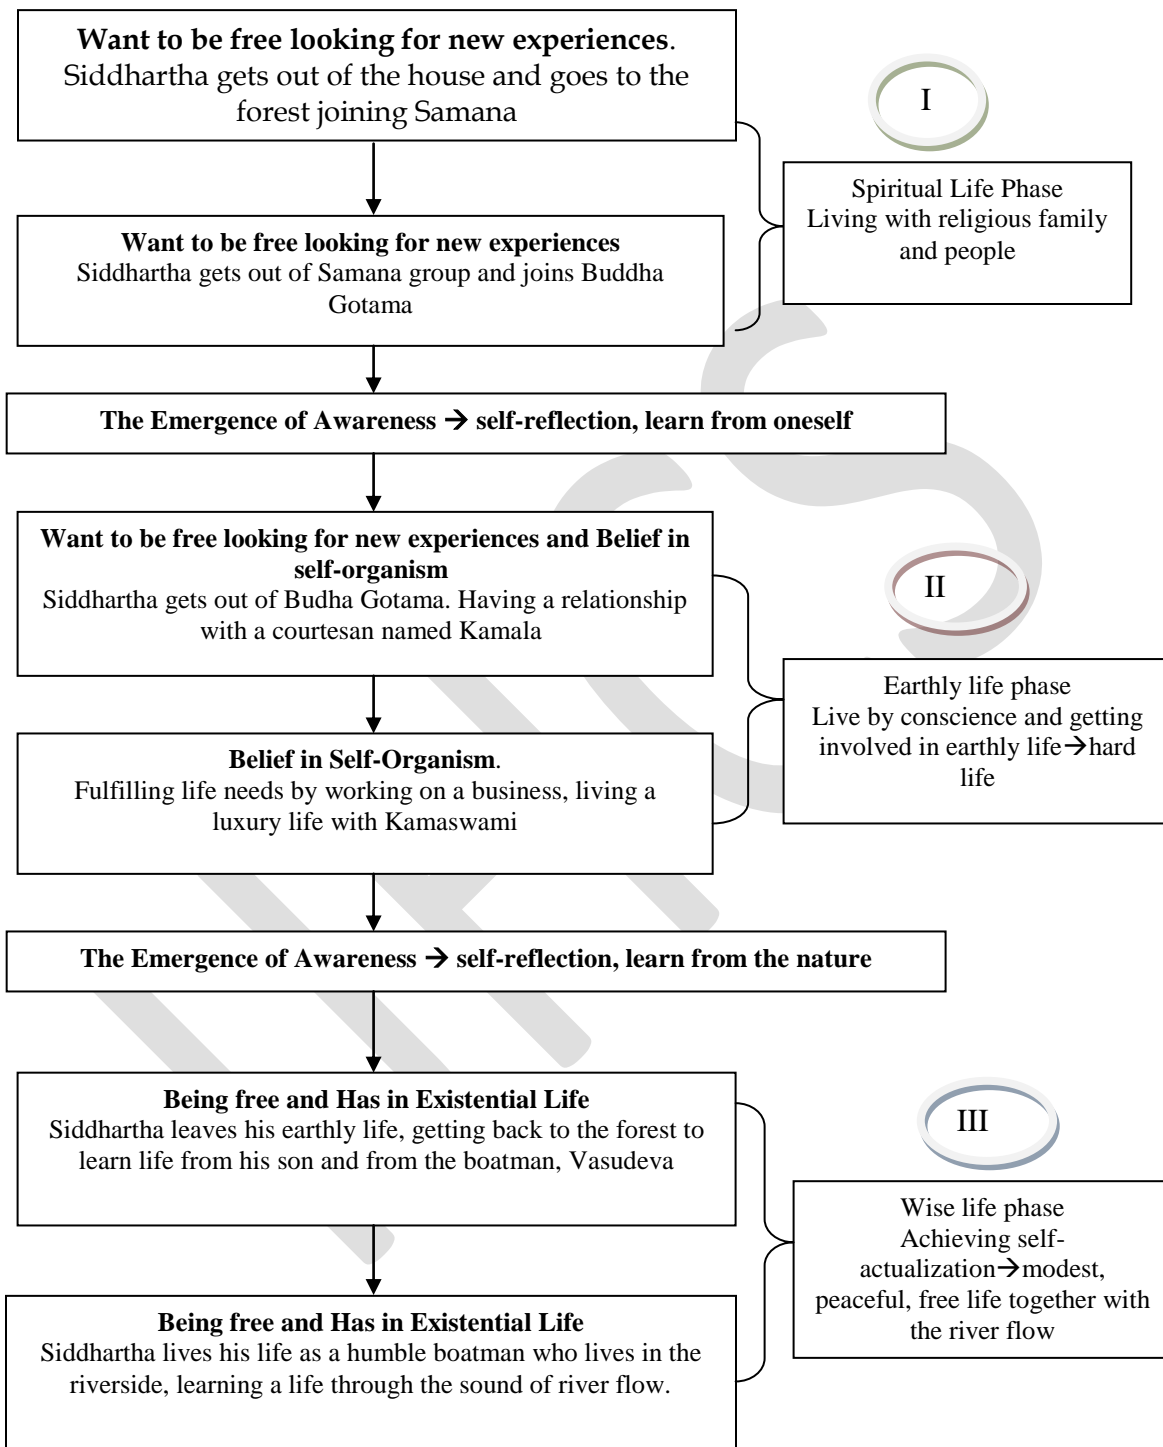 Want to be free looking for new experiences.
Siddhartha gets out of the house and goes to the
forest joining Samana
I
Spiritual Life Phase
Living with religious family
and people
Want to be free looking for new experiences
Siddhartha gets out of Samana group and joins Buddha
Gotama
The Emergence of Awareness → self-reflection, learn from oneself
Want to be free looking for new experiences and Belief in
self-organism
Siddhartha gets out of Budha Gotama. Having a relationship
with a courtesan named Kamala
II
Earthly life phase
Live by conscience and getting
involved in earthly life→hard
life
Belief in Self-Organism.
Fulfilling life needs by working on a business, living a
luxury life with Kamaswami
The Emergence of Awareness → self-reflection, learn from the nature
Being free and Has in Existential Life
Siddhartha leaves his earthly life, getting back to the forest to
learn life from his son and from the boatman, Vasudeva
III
Wise life phase
Achieving self-
actualization→modest,
peaceful, free life together with
the river flow
Being free and Has in Existential Life
Siddhartha lives his life as a humble boatman who lives in the
riverside, learning a life through the sound of river flow.